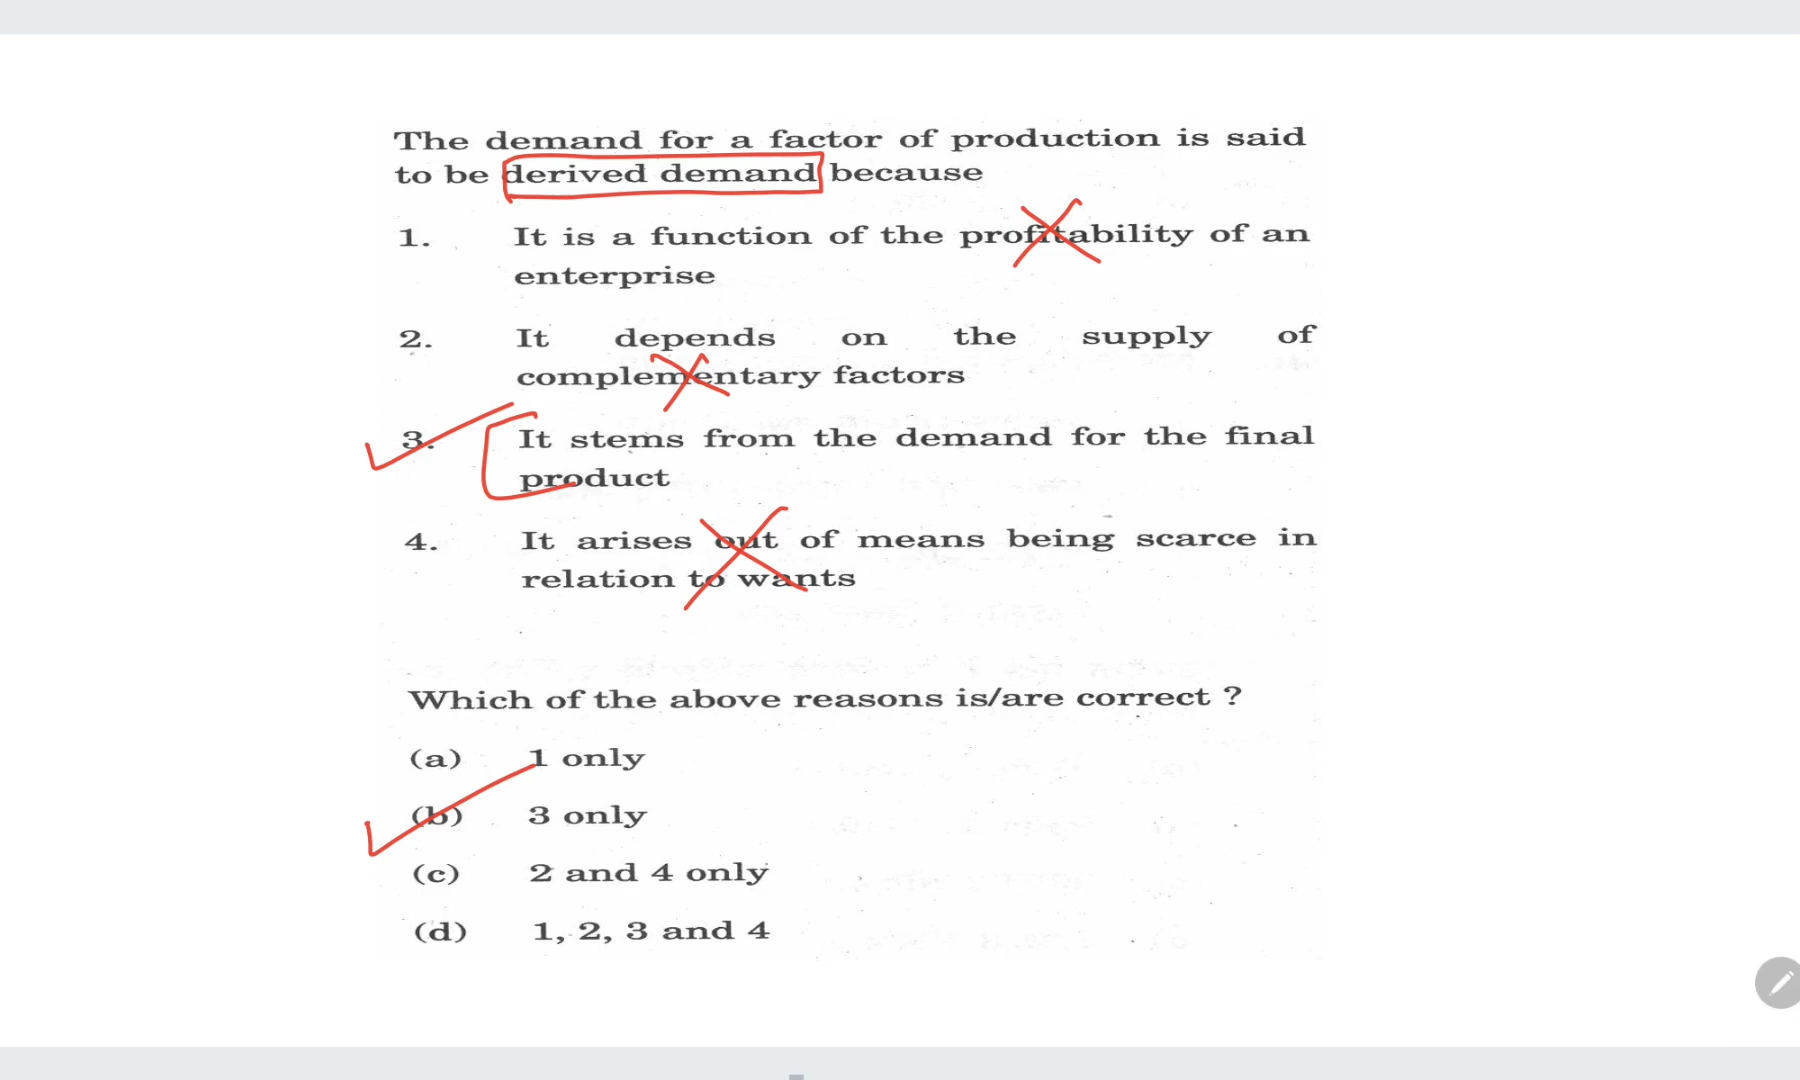 The demand for a factor of production is said
to be derived demand because
1. It is a function of the profitability of an
enterprise
2. It depends on the supply of
complementary factors
3. It stems from the demand for the final
product
4. It arises out of means being scarce in
relation to wants
Which of the above reasons is/are correct ?
(a) 1 only
(b) 3 only
(c) 2 and 4 only
(d) 1, 2, 3 and 4